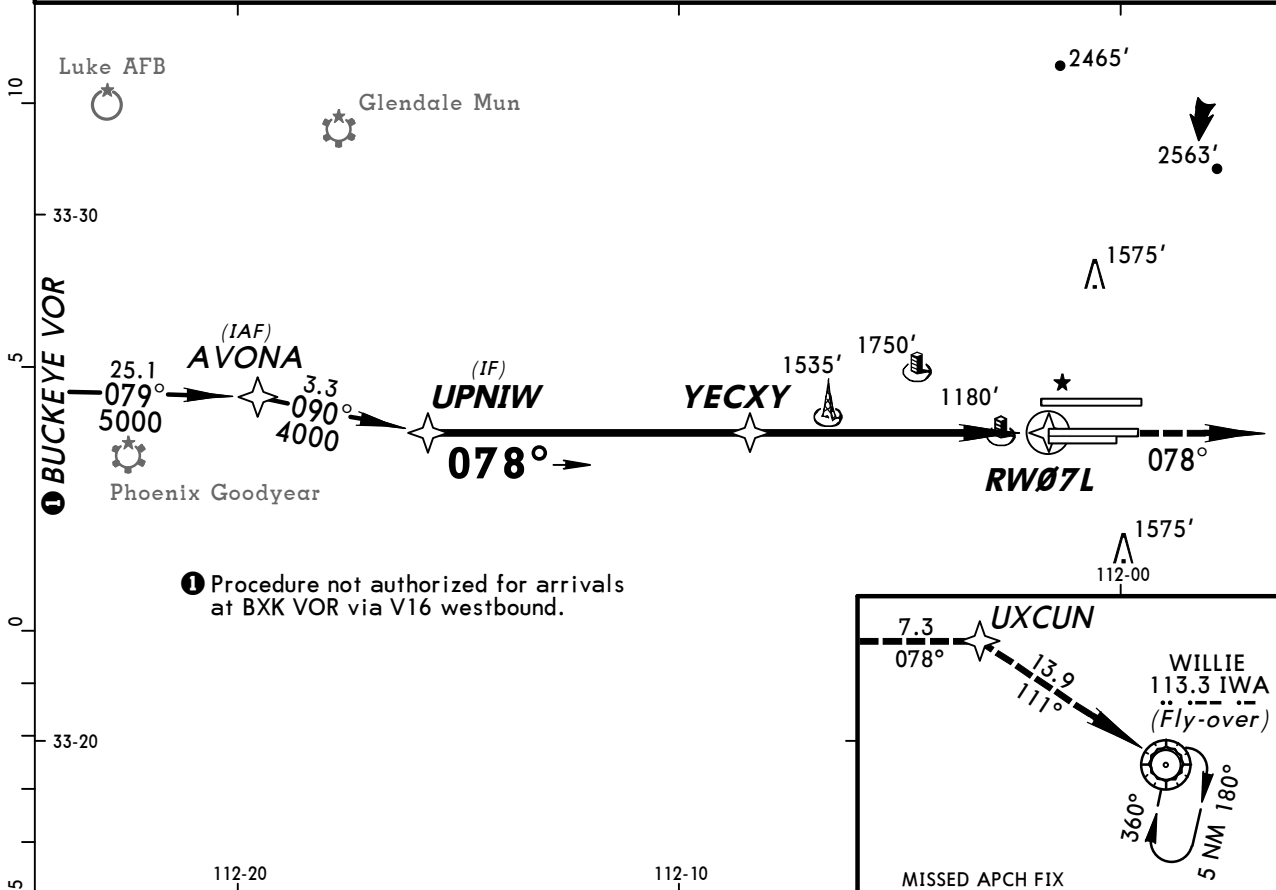 2465'
Luke AFB
10
Glendale Mun
2563'
33-30
1575'
BUCKEYE VOR
1
(IAF)
AVONA
5
25.1
079°
5000
3.3
090°
4000
(IF)
UPNIW
YECXY
1535'
1750'
1180'
078°
RWØ7L
078°
Phoenix Goodyear
1575'
112-00
1 Procedure not authorized for arrivals
at BXK VOR via V16 westbound.
0
7.3
078°
UXCUN
13.9
111°
WILLIE
113.3 IWA
(Fly-over)
33-20
360°
5 NM 180°
5
112-20
112-10
MISSED APCH FIX